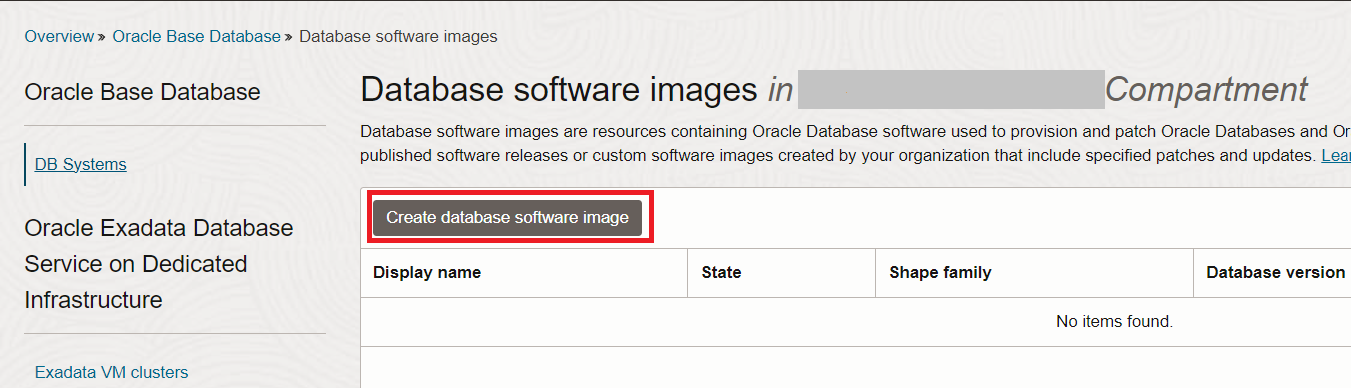 Overview » Oracle Base Database » Database software images
Oracle Base Database
DB Systems
Oracle Exadata Database
Service on Dedicated
Infrastructure
Exadata VM clusters
Database software images in Compartment
Database software images are resources containing Oracle Database software used to provision and patch Oracle Databases and Or
published software releases or custom software images created by your organization that include specified patches and updates. Lear
Create database software image
Display name State Shape family Database version
No items found.